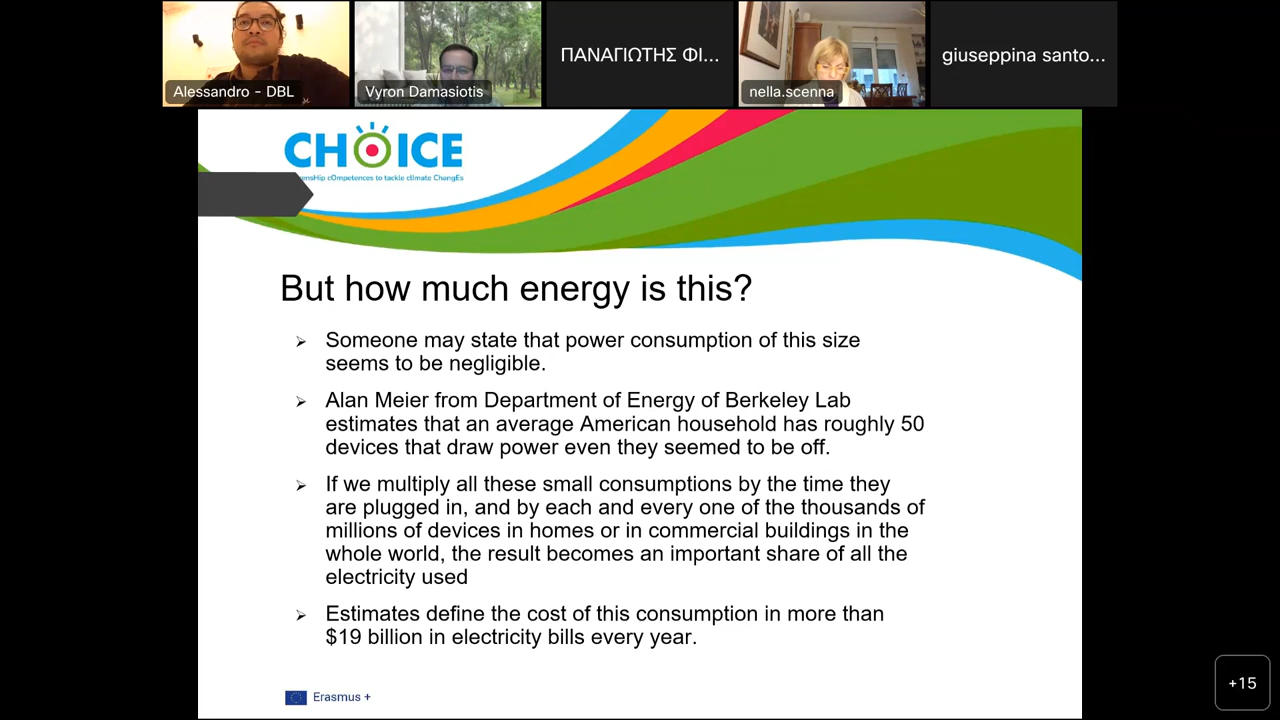 Alessandro - DBL
Vyron Damasiotis
ΠΑΝΑΓΙΩΤΗΣ ΦΙ...
nella.scenna
giuseppina santo...
CHOICE
cOmpetences to tackle clImate ChangEs
But how much energy is this?
Someone may state that power consumption of this size
seems to be negligible.
Alan Meier from Department of Energy of Berkeley Lab
estimates that an average American household has roughly 50
devices that draw power even they seemed to be off.
If we multiply all these small consumptions by the time they
are plugged in, and by each and every one of the thousands of
millions of devices in homes or in commercial buildings in the
whole world, the result becomes an important share of all the
electricity used
Estimates define the cost of this consumption in more than
$19 billion in electricity bills every year.
Erasmus +
+15